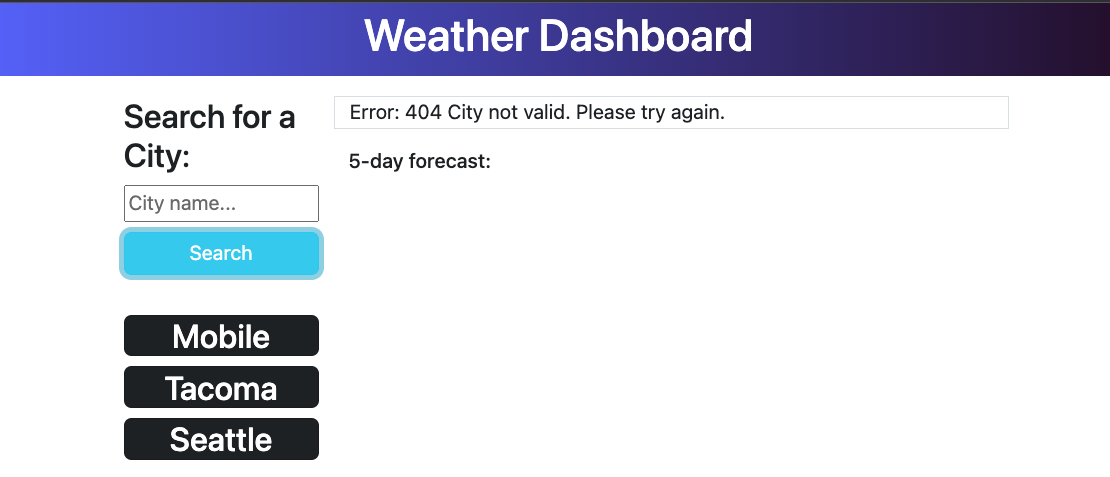 Weather Dashboard
Search for a
City:
City name...
Search
Mobile
Tacoma
Seattle
Error: 404 City not valid. Please try again.
5-day forecast: